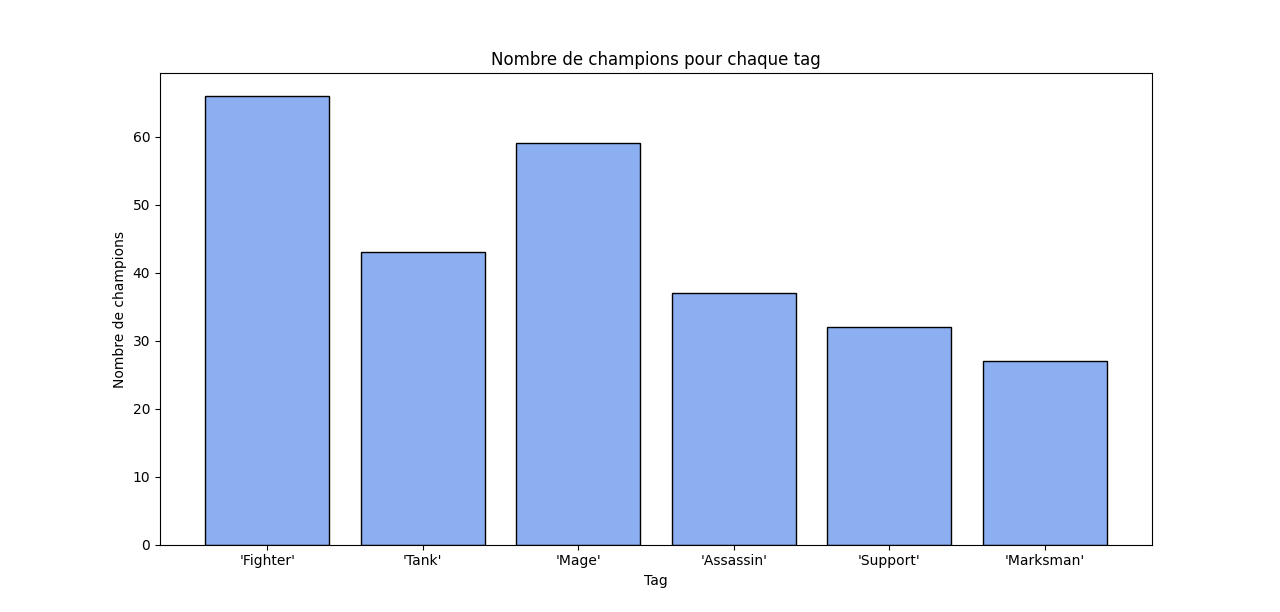 Nombre de champions pour chaque tag
Nombre de champions
60
50
40
30
20
10
0
'Fighter' 'Tank' 'Mage' 'Assassin' 'Support' 'Marksman'
Tag